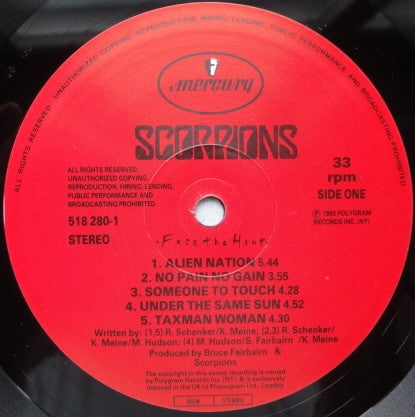 ALL RIGHTS RESERVED. UNAUTHORIZED COPYING, REPRODUCTION, HIRING, LENDING, PUBLIC PERFORMANCE AND BROADCASTING PROHIBITED
mercury
SCORPIONS
ALL RIGHTS RESERVED.
UNAUTHORIZED COPYING,
REPRODUCTION, HIRING, LENDING,
PUBLIC PERFORMANCE AND
BROADCASTING PROHIBITED.
518 280-1
STEREO
33
rpm
SIDE ONE
Ⓟ 1993 POLYGRAM
RECORDS INC. (NY)
Face the Heat
1. ALIEN NATION 5.44
2. NO PAIN NO GAIN 3.55
3. SOMEONE TO TOUCH 4.28
4. UNDER THE SAME SUN 4.52
5. TAXMAN WOMAN 4.30
Written by: (1,5) R. Schenker/K. Meine; (2,3) R. Schenker/
K. Meine/M. Hudson; (4) M. Hudson/S. Fairbairn /K. Meine
Produced by Bruce Fairbairn &
Scorpions
The copyright in this sound recording is owned
by Polygram Records Inc. (NY) & is exclusively
licensed in the UK to Phonogram Ltd. London
BIEM STEMRA